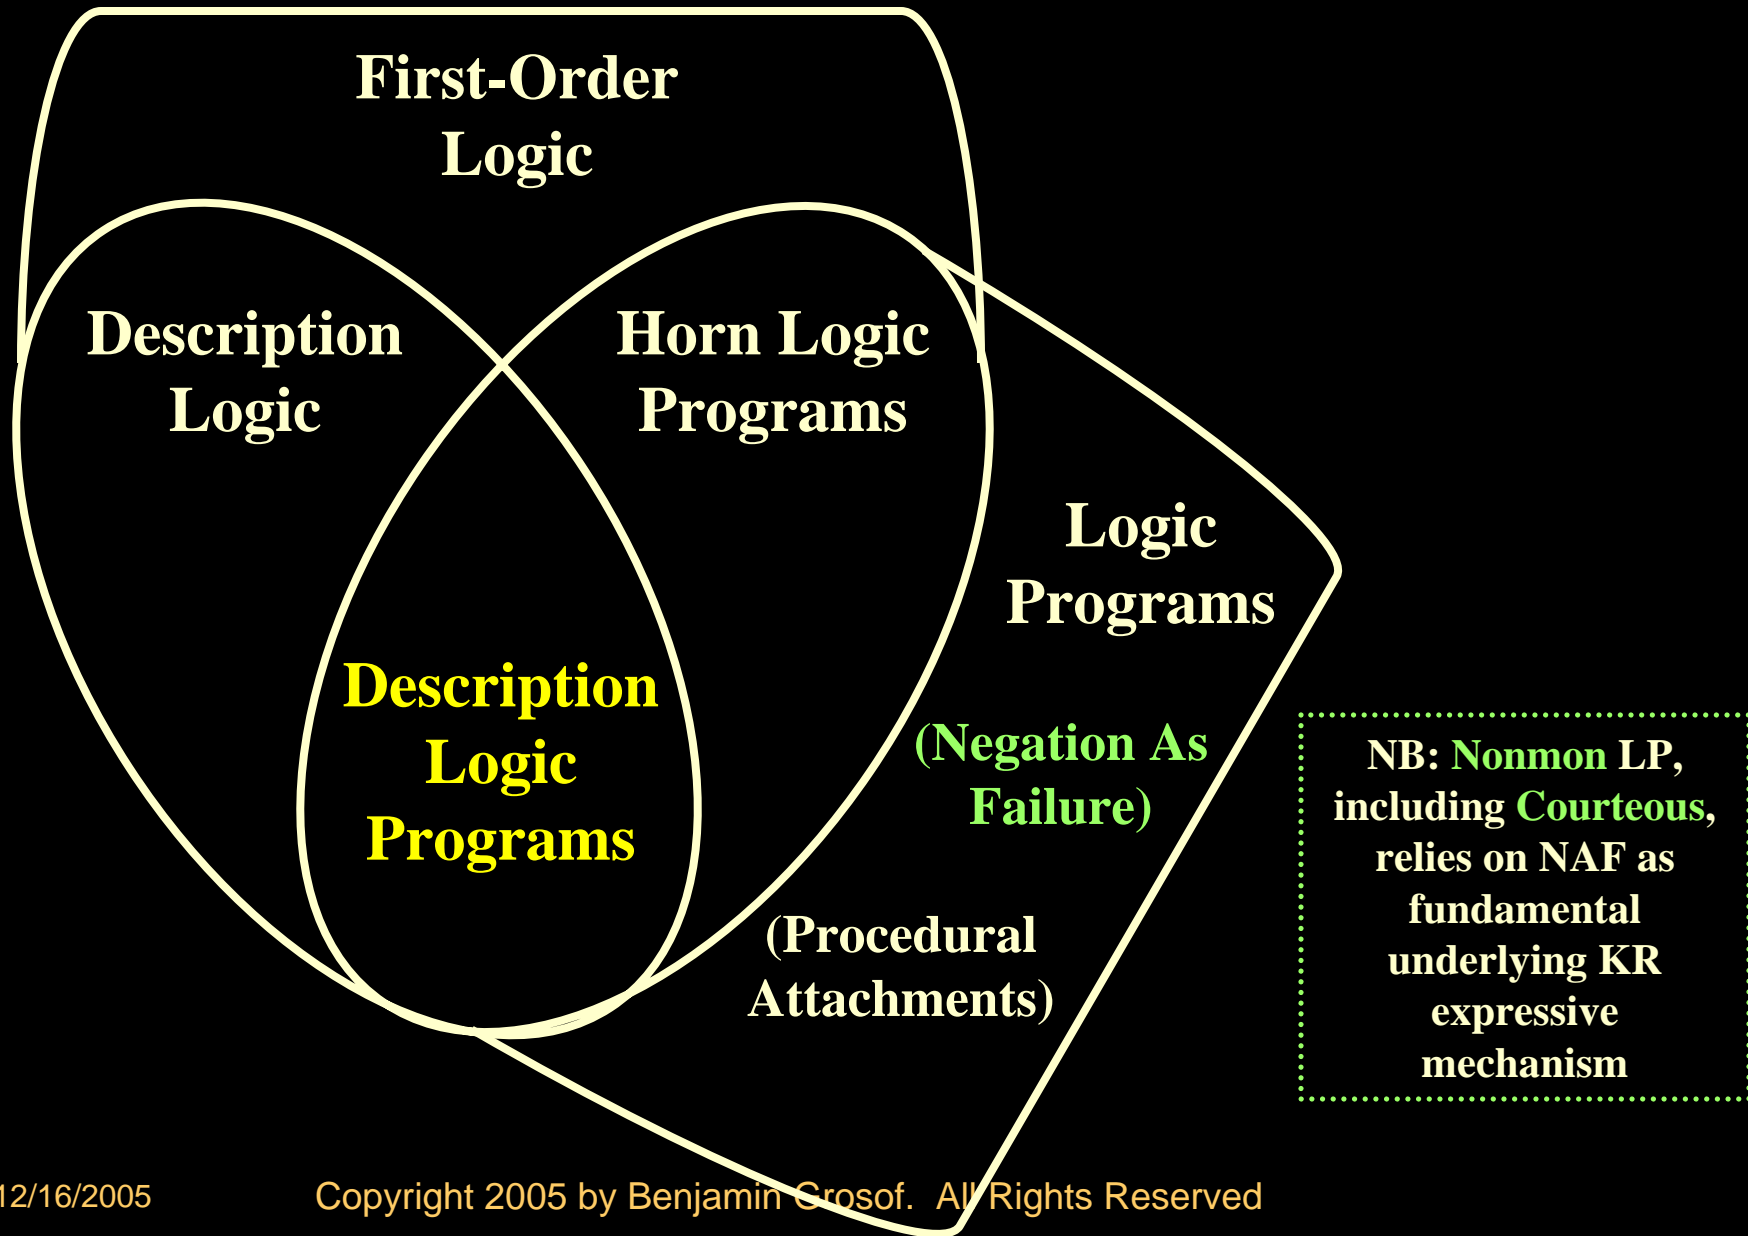 First-Order
Logic
Description
Logic
Horn Logic
Programs
Logic
Programs
Description
Logic
Programs
(Negation As
Failure)
(Procedural
Attachments)
NB: Nonmon LP,
including Courteous,
relies on NAF as
fundamental
underlying KR
expressive
mechanism
12/16/2005
Copyright 2005 by Benjamin Grosof. All Rights Reserved